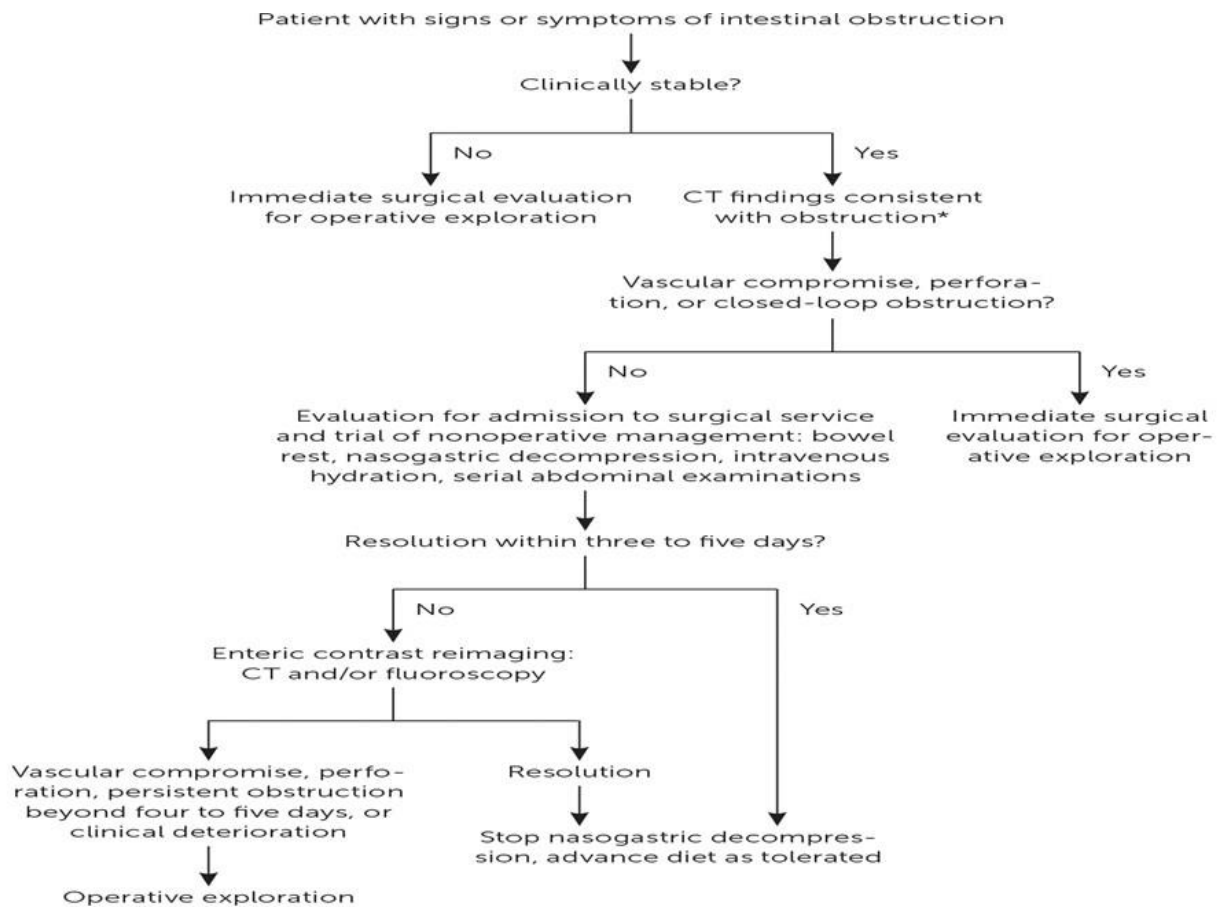 Patient with signs or symptoms of intestinal obstruction
Clinically stable?
No
Yes
Immediate surgical evaluation
for operative exploration
CT findings consistent
with obstruction*
Vascular compromise, perfora-
tion, or closed-loop obstruction?
No
Yes
Evaluation for admission to surgical service
and trial of nonoperative management: bowel
rest, nasogastric decompression, intravenous
hydration, serial abdominal examinations
Immediate surgical
evaluation for oper-
ative exploration
Resolution within three to five days?
No
Yes
Enteric contrast reimaging:
CT and/or fluoroscopy
Vascular compromise, perfo-
ration, persistent obstruction
beyond four to five days, or
clinical deterioration
Resolution
Stop nasogastric decompres-
sion, advance diet as tolerated
Operative exploration